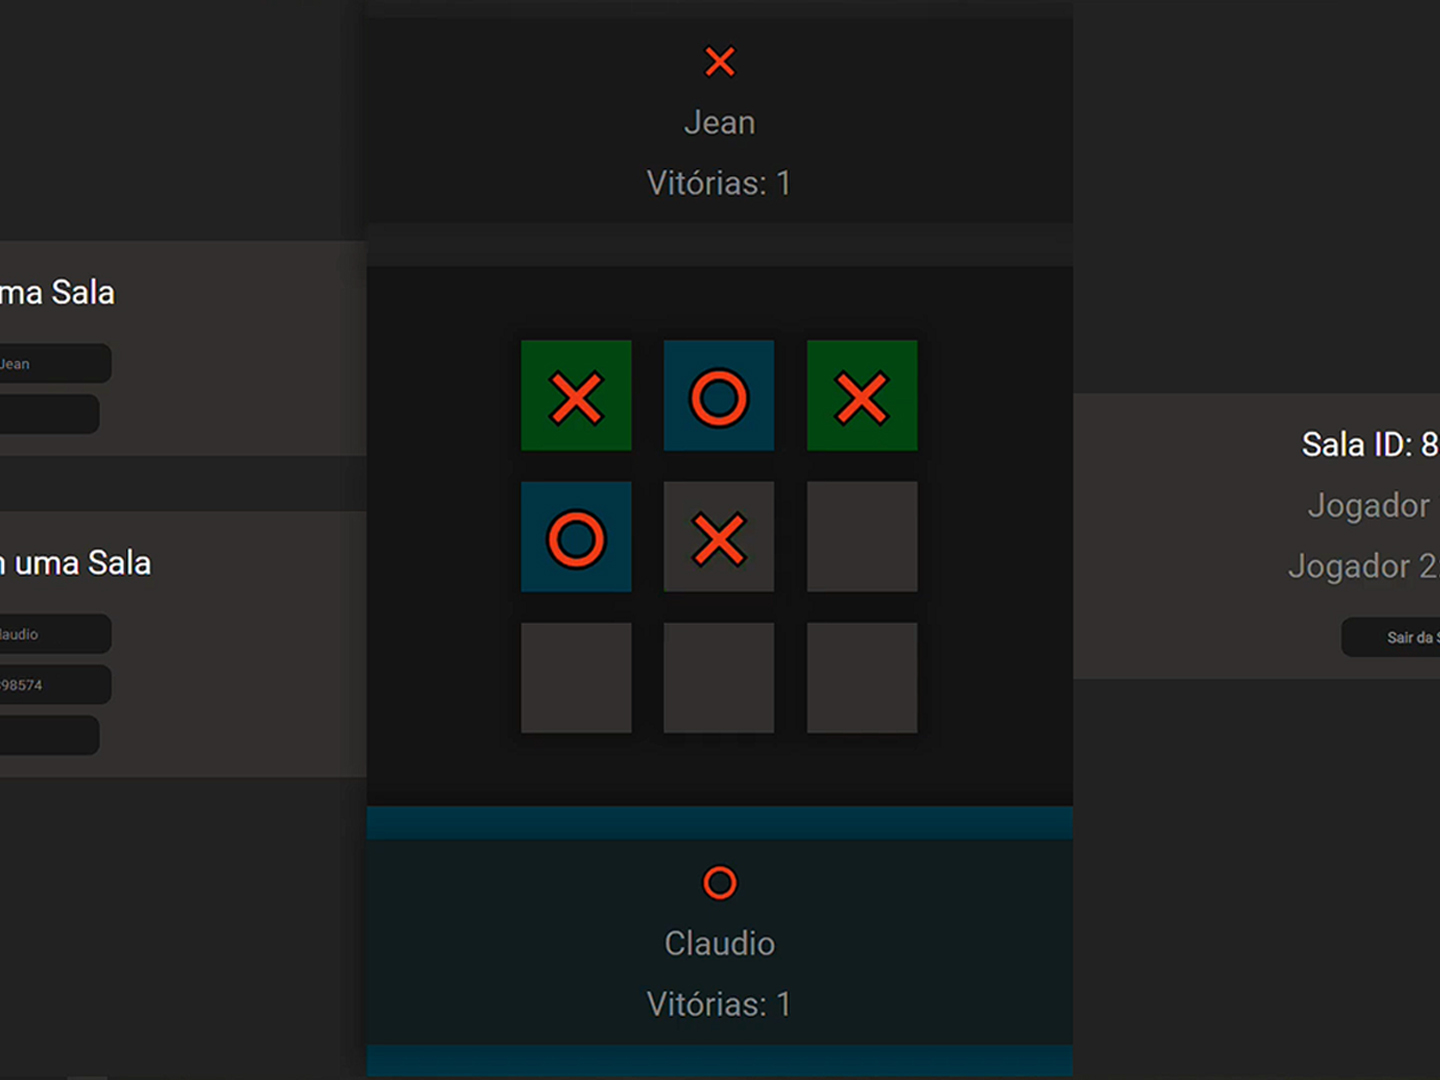 Jean
Vitórias: 1
ma Sala
Jean
uma Sala
laudio
98574
Sala ID: 8
Jogador
Jogador 2
Sair da
Claudio
Vitórias: 1